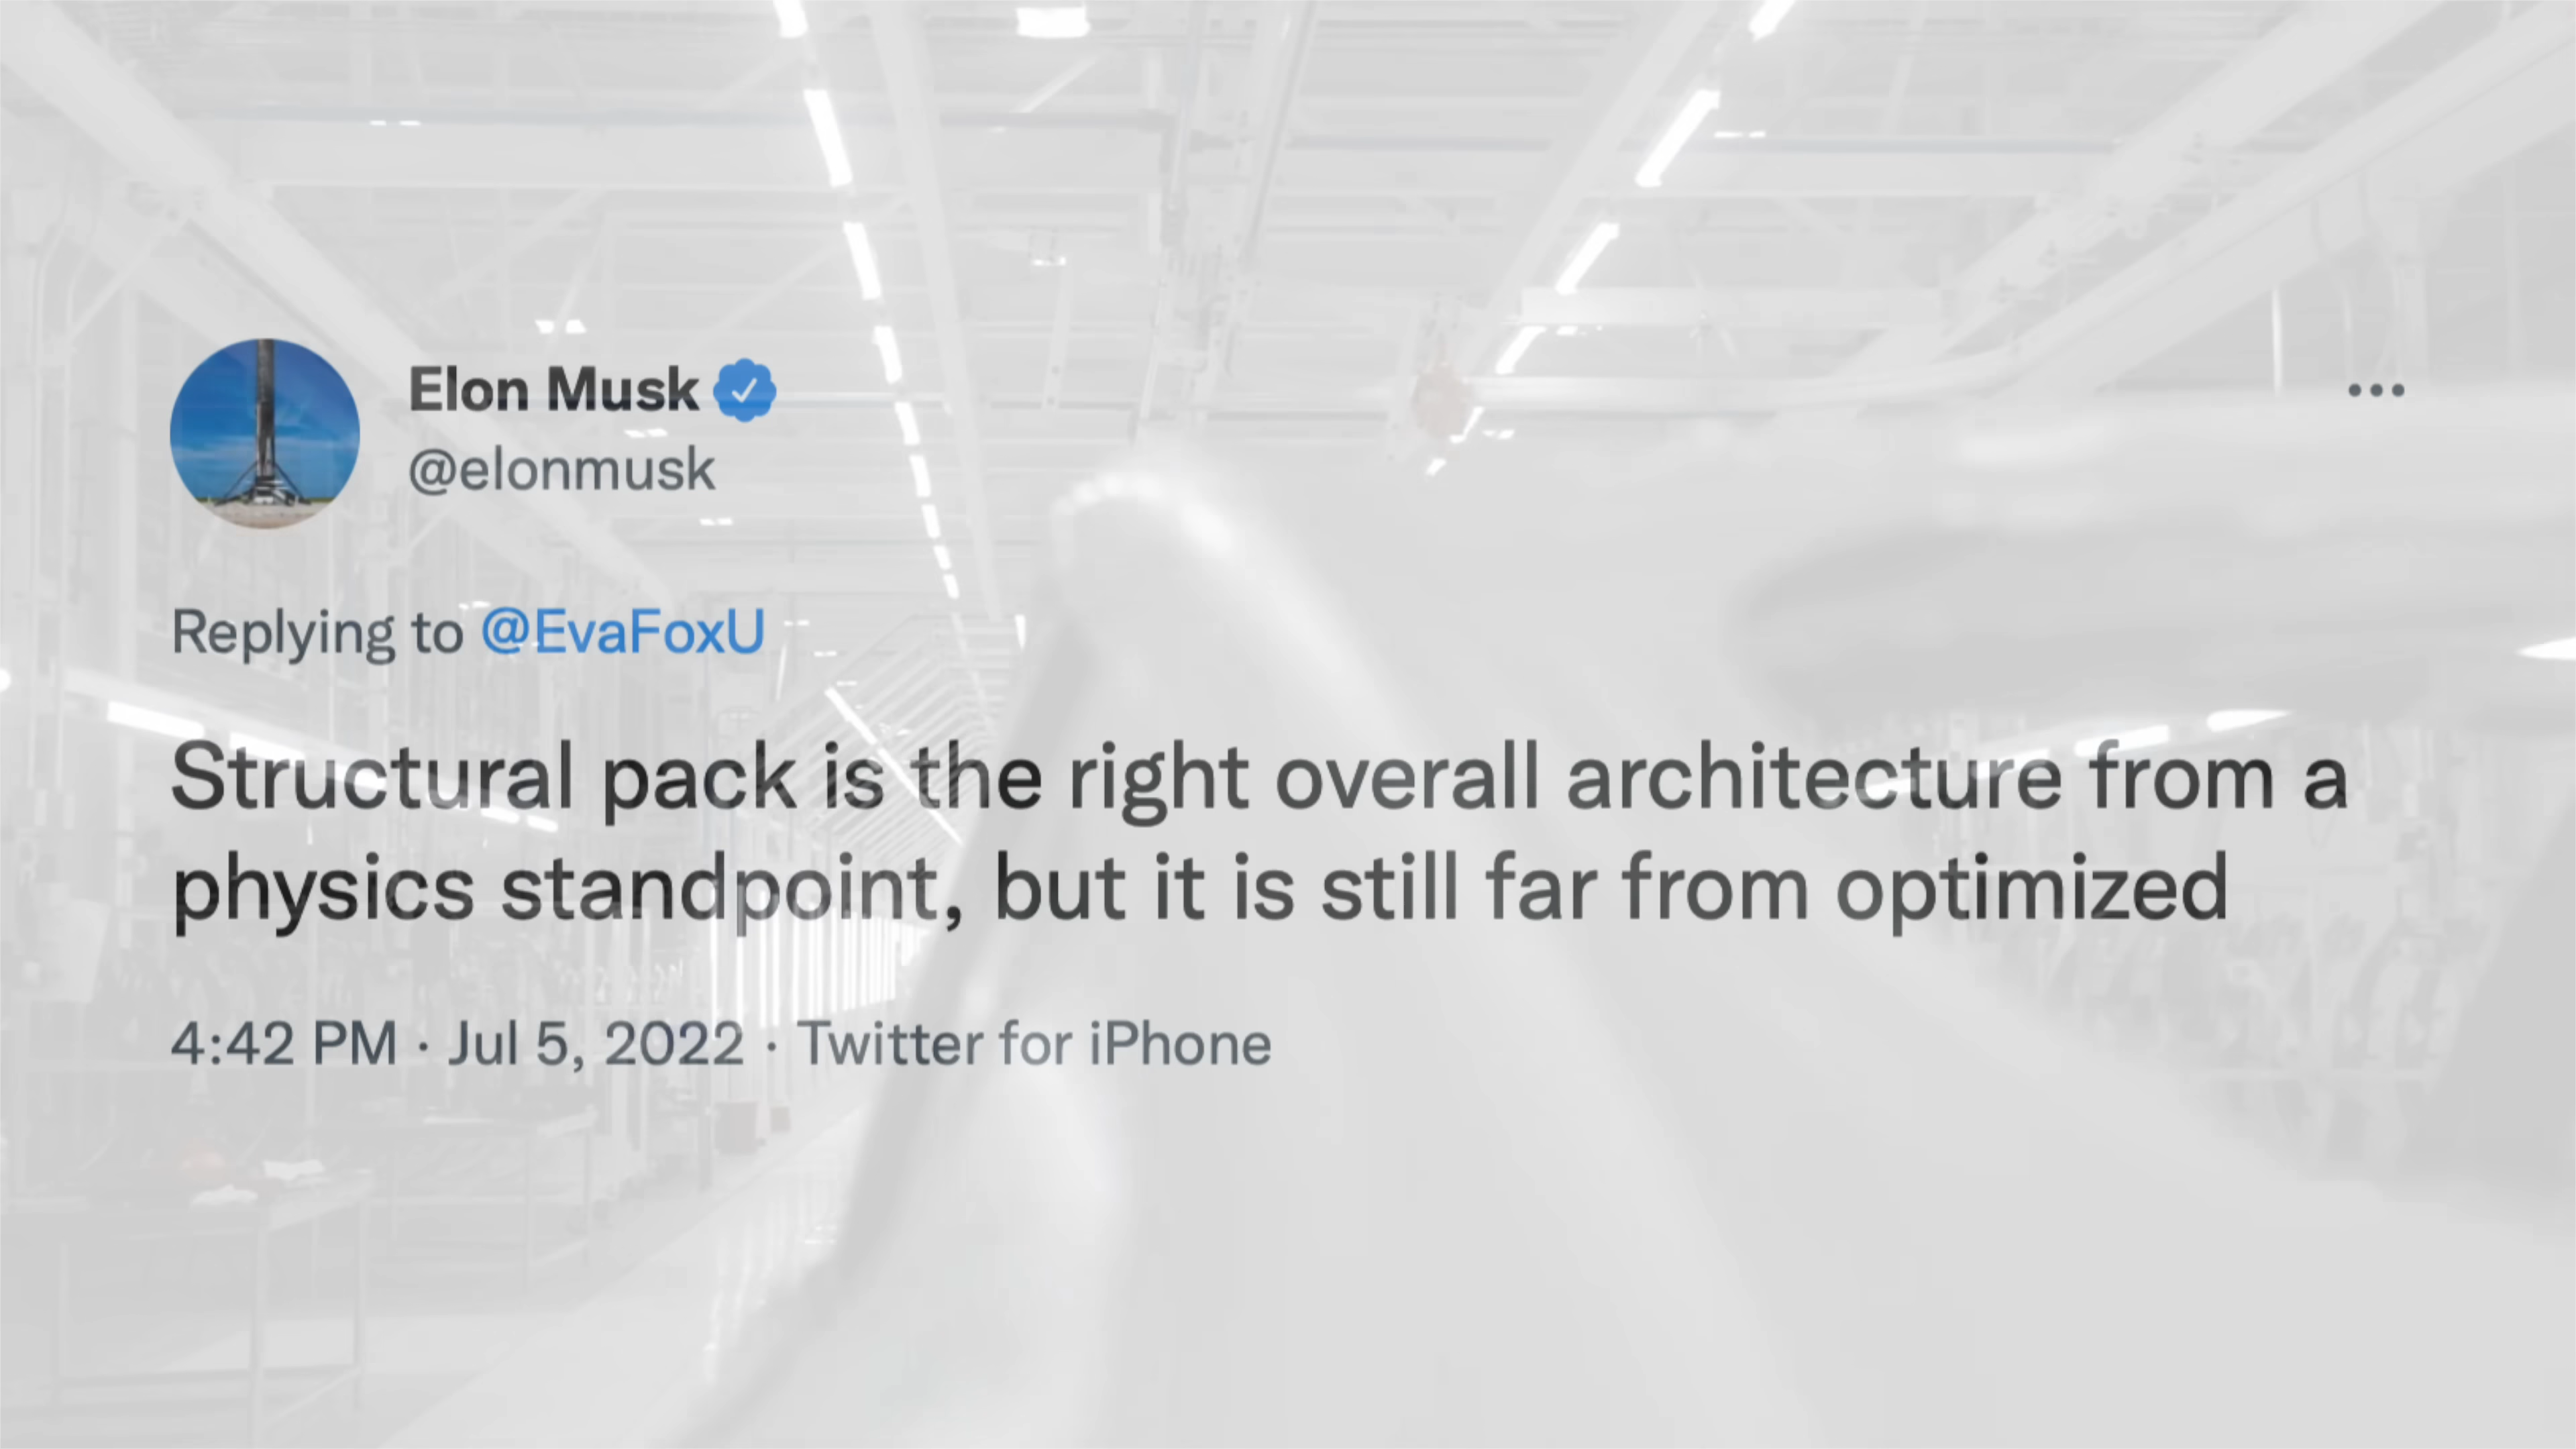 Elon Musk
@elonmusk
Replying to @EvaFoxU
Structural pack is the right overall architecture from a
physics standpoint, but it is still far from optimized
4:42 PM · Jul 5, 2022 · Twitter for iPhone